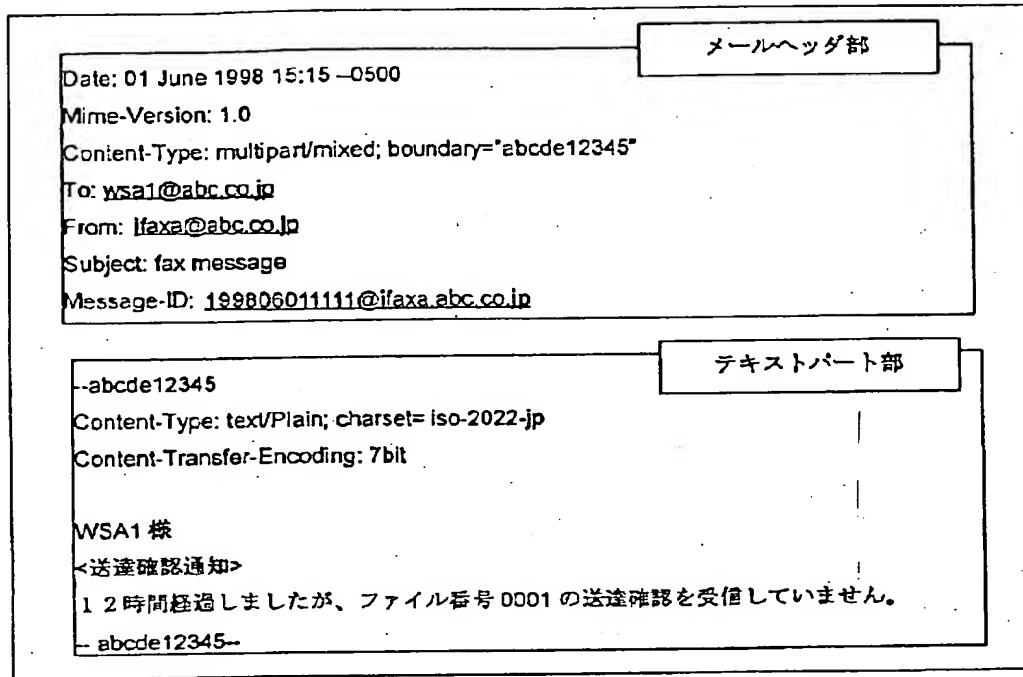 メールヘッダ部
Date: 01 June 1998 15:15 –0500
Mime-Version: 1.0
Content-Type: multipart/mixed; boundary="abcde12345"
To: wsa1@abc.co.jp
From: ifaxa@abc.co.jp
Subject: fax message
Message-ID: 199806011111@ifaxa.abc.co.jp
テキストパート部
--abcde12345
Content-Type: text/Plain; charset= iso-2022-jp
Content-Transfer-Encoding: 7bit
WSA1 様
<送達確認通知>
12時間経過しましたが、ファイル番号 0001 の送達確認を受信していません。
-- abcde12345--